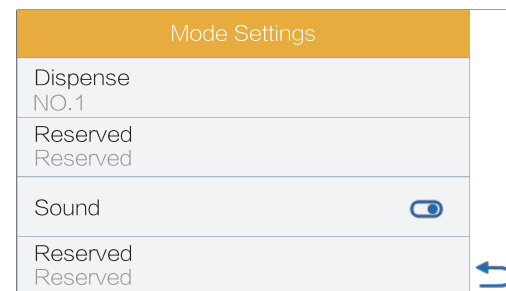 Mode Settings
Dispense
NO.1
Reserved
Reserved
Sound
Reserved
Reserved